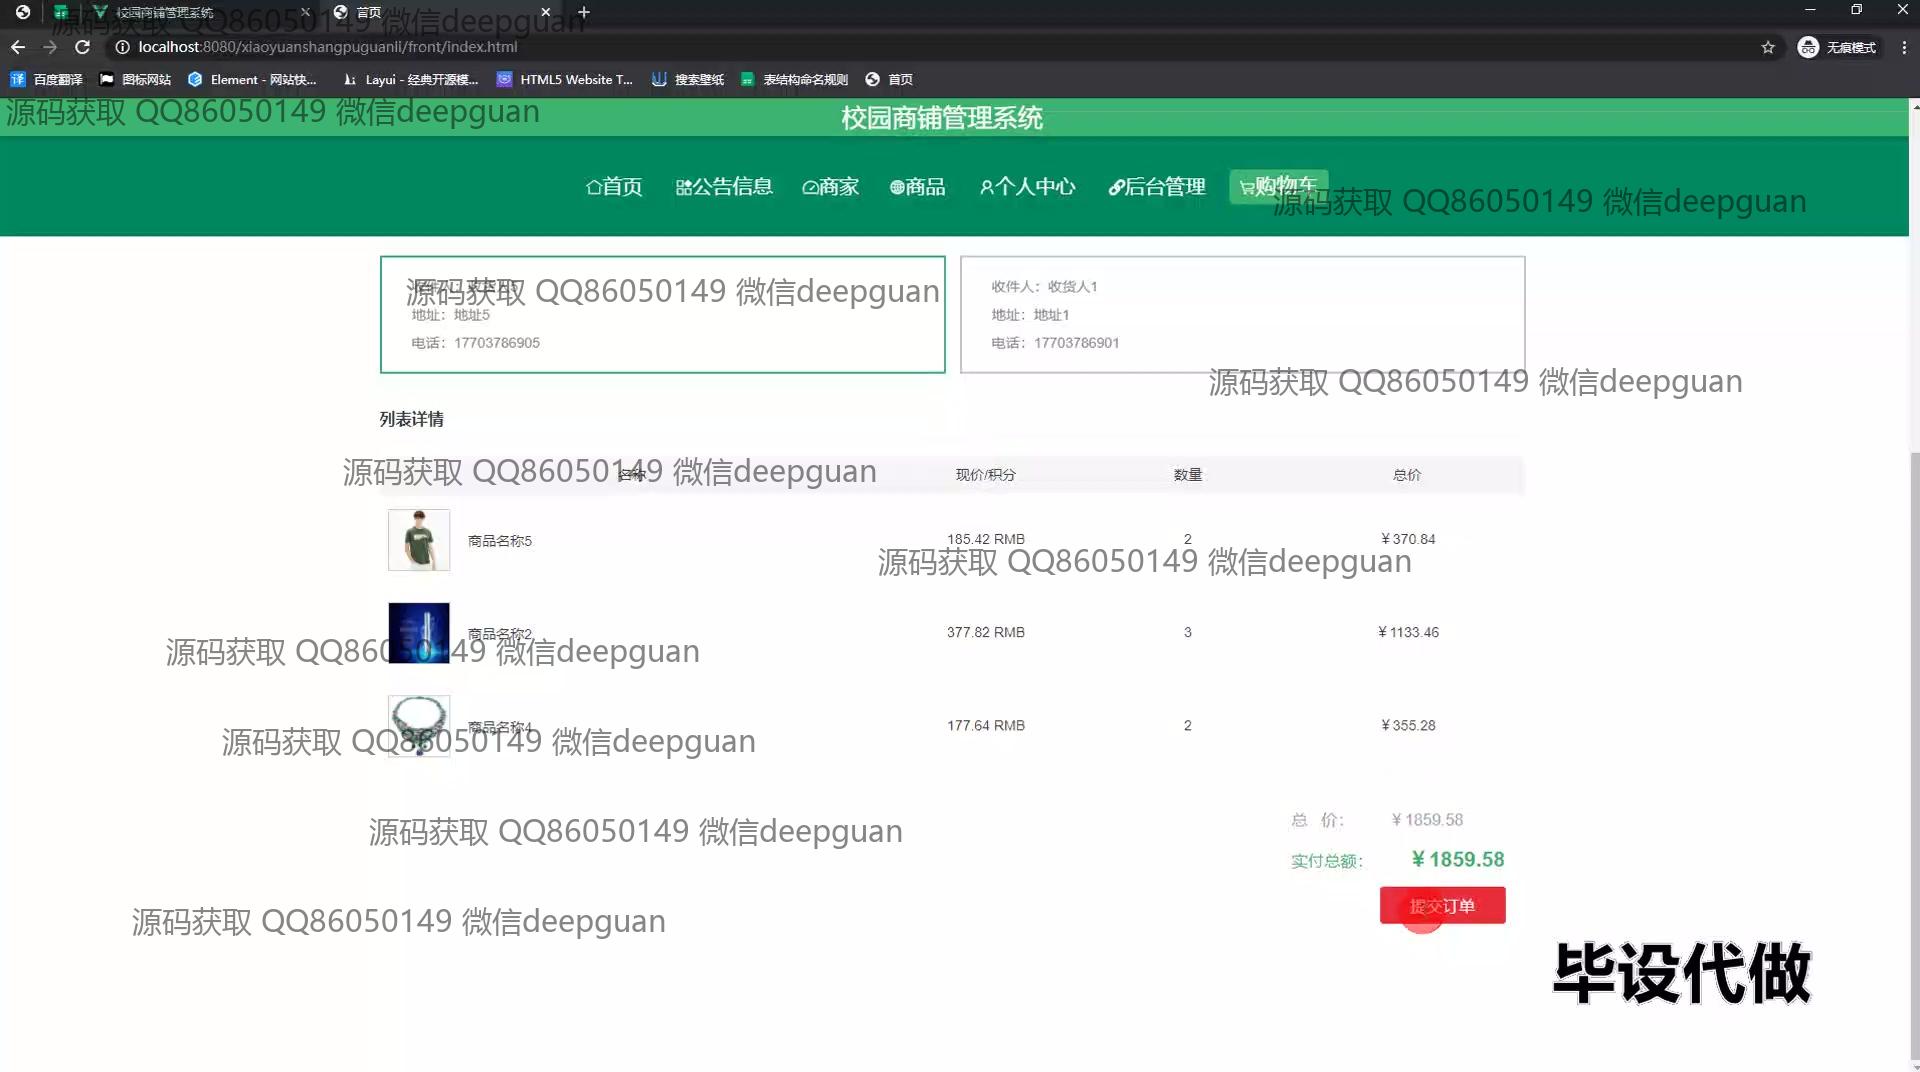 校园商铺管理系统
首页
源码获取 QQ86050149 微信deepguan
localhost:8080/xiaoyuanshangpuguanli/front/index.html
无痕模式
百度翻译 图标网站 Element - 网站快... Layui - 经典开源模... HTML5 Website T... 搜索壁纸 表结构命名规则 首页
源码获取 QQ86050149 微信deepguan
校园商铺管理系统
首页 公告信息 商家 商品 个人中心 后台管理 购物车
源码获取 QQ86050149 微信deepguan
源码获取 QQ86050149 微信deepguan
地址：地址5
电话：17703786905
收件人：收货人1
地址：地址1
电话：17703786901
源码获取 QQ86050149 微信deepguan
列表详情
源码获取 QQ86050149 微信deepguan
名称 现价/积分 数量 总价
商品名称5 185.42 RMB 2 ￥370.84
源码获取 QQ86050149 微信deepguan
商品名称2 377.82 RMB 3 ￥1133.46
源码获取 QQ86050149 微信deepguan
商品名称4 177.64 RMB 2 ￥355.28
源码获取 QQ86050149 微信deepguan
总 价： ￥1859.58
源码获取 QQ86050149 微信deepguan
实付总额： ￥1859.58
提交订单
源码获取 QQ86050149 微信deepguan
毕设代做